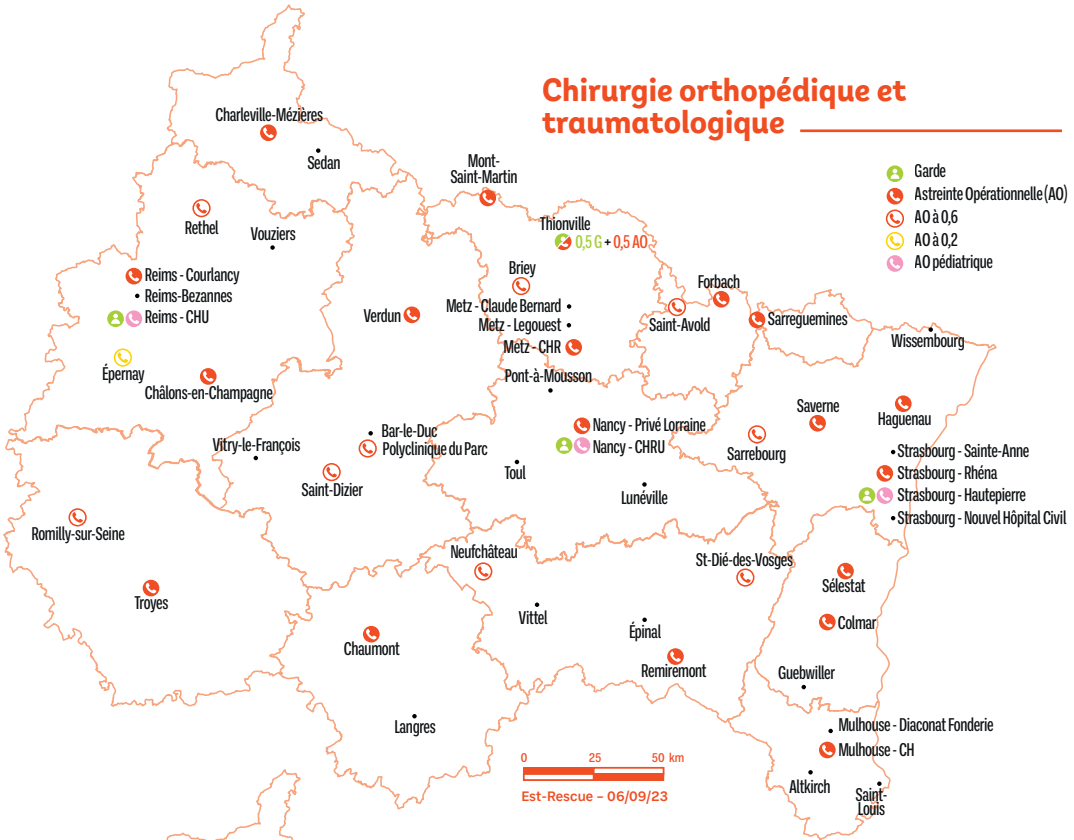 Chirurgie orthopédique et
traumatologique
Garde
Astreinte Opérationnelle (AO)
AO à 0,6
AO à 0,2
AO pédiatrique
Charleville-Mézières
Sedan
Mont-
Saint-Martin
Rethel
Vouziers
Thionville
0,5 G + 0,5 AO
Briey
Forbach
Reims - Courlancy
Reims-Bezannes
Reims - CHU
Verdun
Metz - Claude Bernard
Metz - Legouest
Metz - CHR
Saint-Avold
Sarreguemines
Wissembourg
Épernay
Châlons-en-Champagne
Pont-à-Mousson
Saverne
Haguenau
Vitry-le-François
Bar-le-Duc
Polyclinique du Parc
Nancy - Privé Lorraine
Nancy - CHRU
Sarrebourg
Strasbourg - Sainte-Anne
Strasbourg - Rhéna
Strasbourg - Hautepierre
Strasbourg - Nouvel Hôpital Civil
Saint-Dizier
Toul
Lunéville
Romilly-sur-Seine
Neufchâteau
St-Dié-des-Vosges
Sélestat
Troyes
Vittel
Épinal
Colmar
Chaumont
Remiremont
Guebwiller
Langres
Mulhouse - Diaconat Fonderie
Mulhouse - CH
Altkirch
Saint-
Louis
0 25 50 km
Est-Rescue – 06/09/23